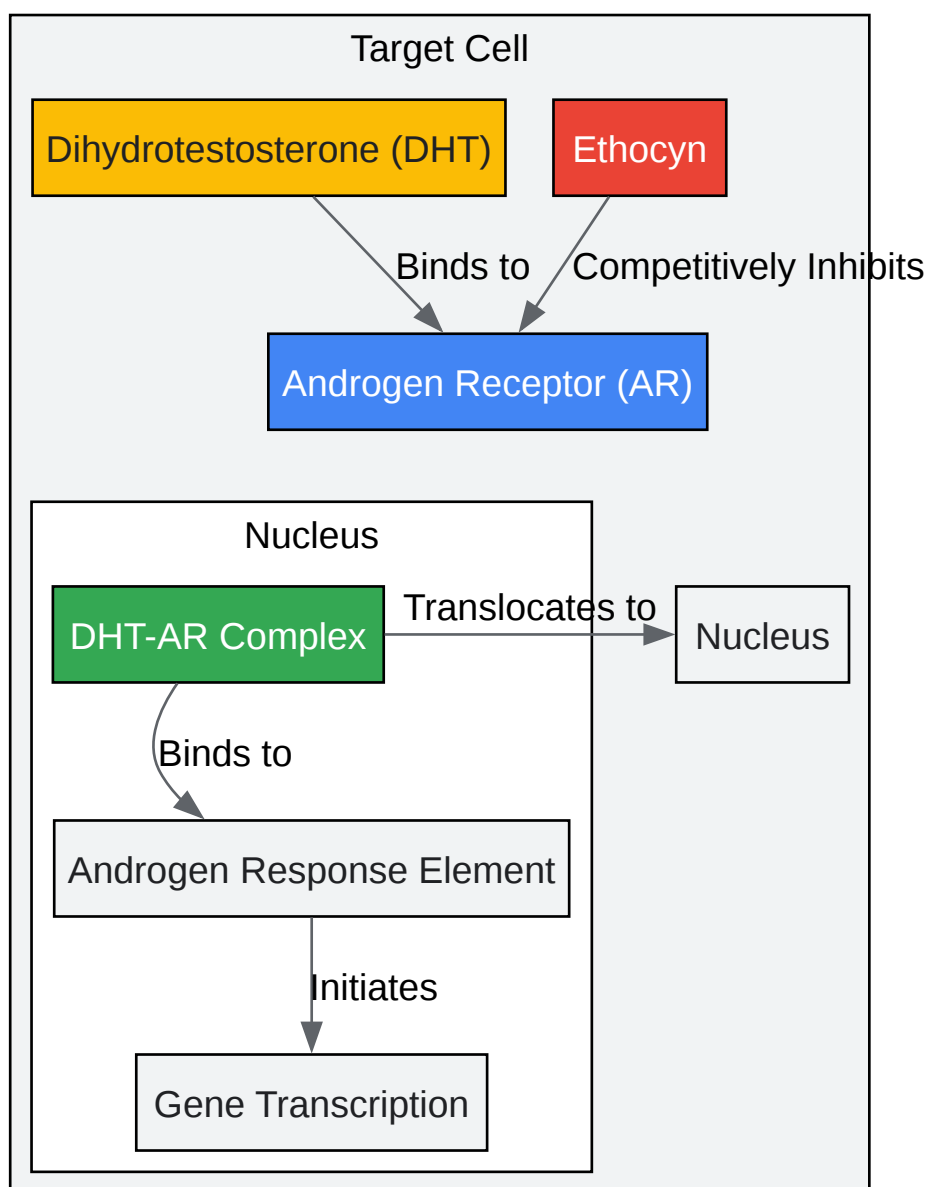 Target Cell
Dihydrotestosterone (DHT)
Ethocyn
Binds to
Competitively Inhibits
Androgen Receptor (AR)
Nucleus
DHT-AR Complex
Translocates to
Nucleus
Binds to
Androgen Response Element
Initiates
Gene Transcription